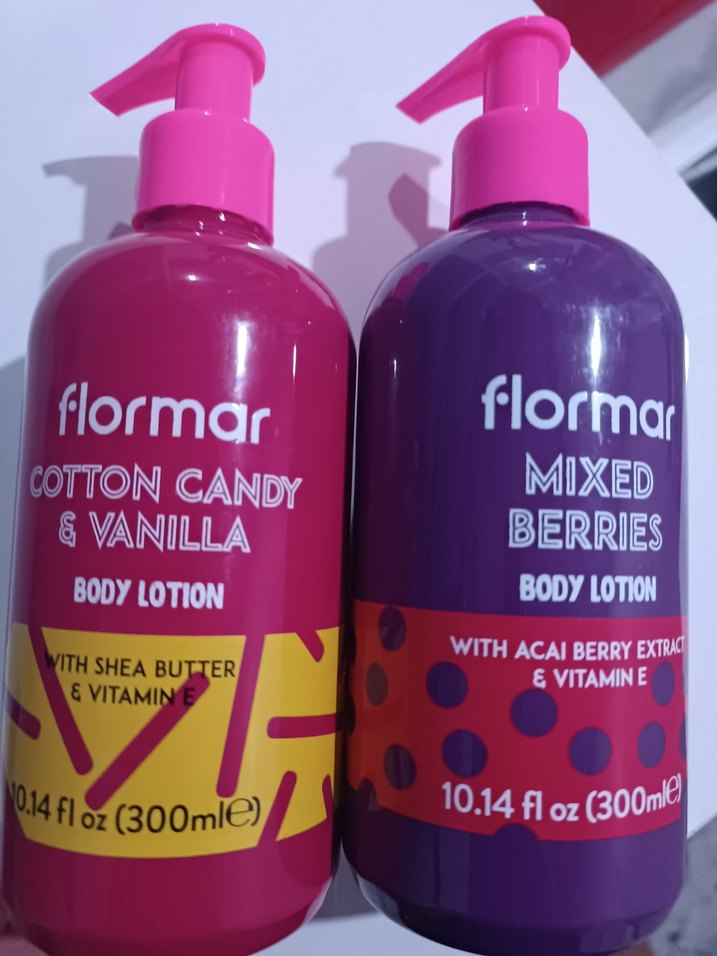 flormar
COTTON CANDY
& VANILLA
BODY LOTION
WITH SHEA BUTTER
& VITAMIN E
10.14 fl oz (300ml℮)
flormar
MIXED
BERRIES
BODY LOTION
WITH ACAI BERRY EXTRACT
& VITAMIN E
10.14 fl oz (300ml℮)